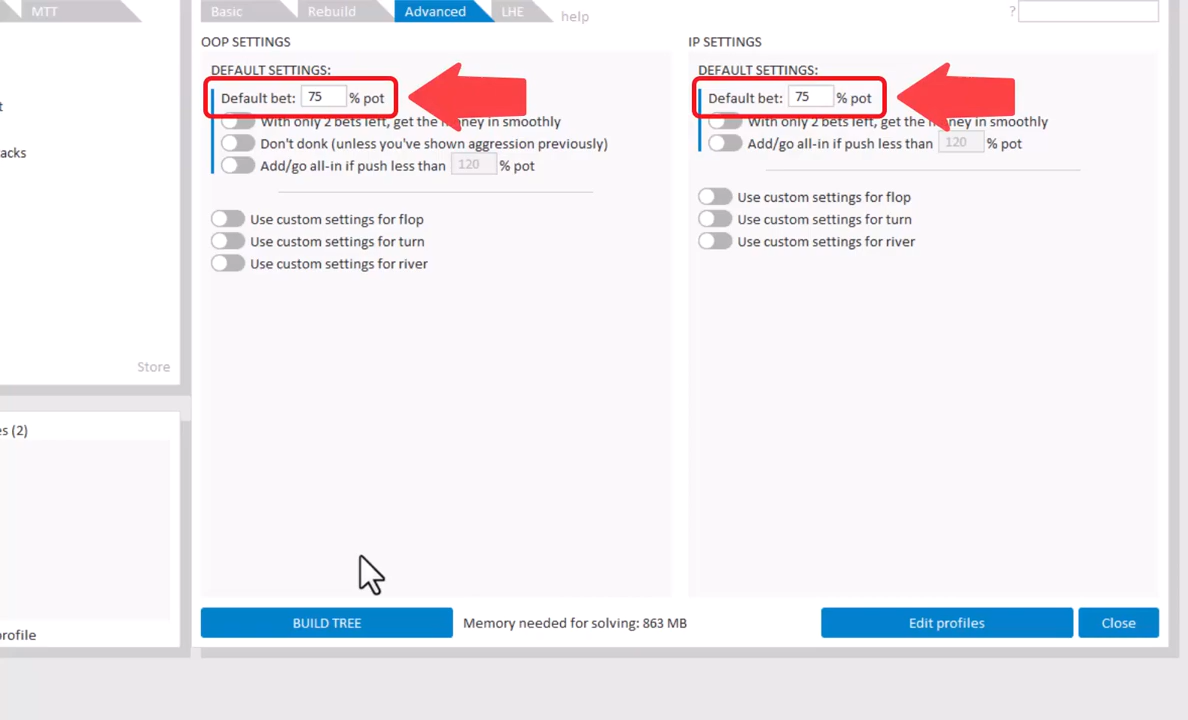 MTT
Basic
Rebuild
Advanced
LHE
help
?
OOP SETTINGS
DEFAULT SETTINGS:
Default bet: 75 % pot
With only 2 bets left, get the money in smoothly
Don't donk (unless you've shown aggression previously)
Add/go all-in if push less than 120 % pot
Use custom settings for flop
Use custom settings for turn
Use custom settings for river
IP SETTINGS
DEFAULT SETTINGS:
Default bet: 75 % pot
With only 2 bets left, get the money in smoothly
Add/go all-in if push less than 120 % pot
Use custom settings for flop
Use custom settings for turn
Use custom settings for river
t
acks
Store
es (2)
rofile
BUILD TREE
Memory needed for solving: 863 MB
Edit profiles
Close